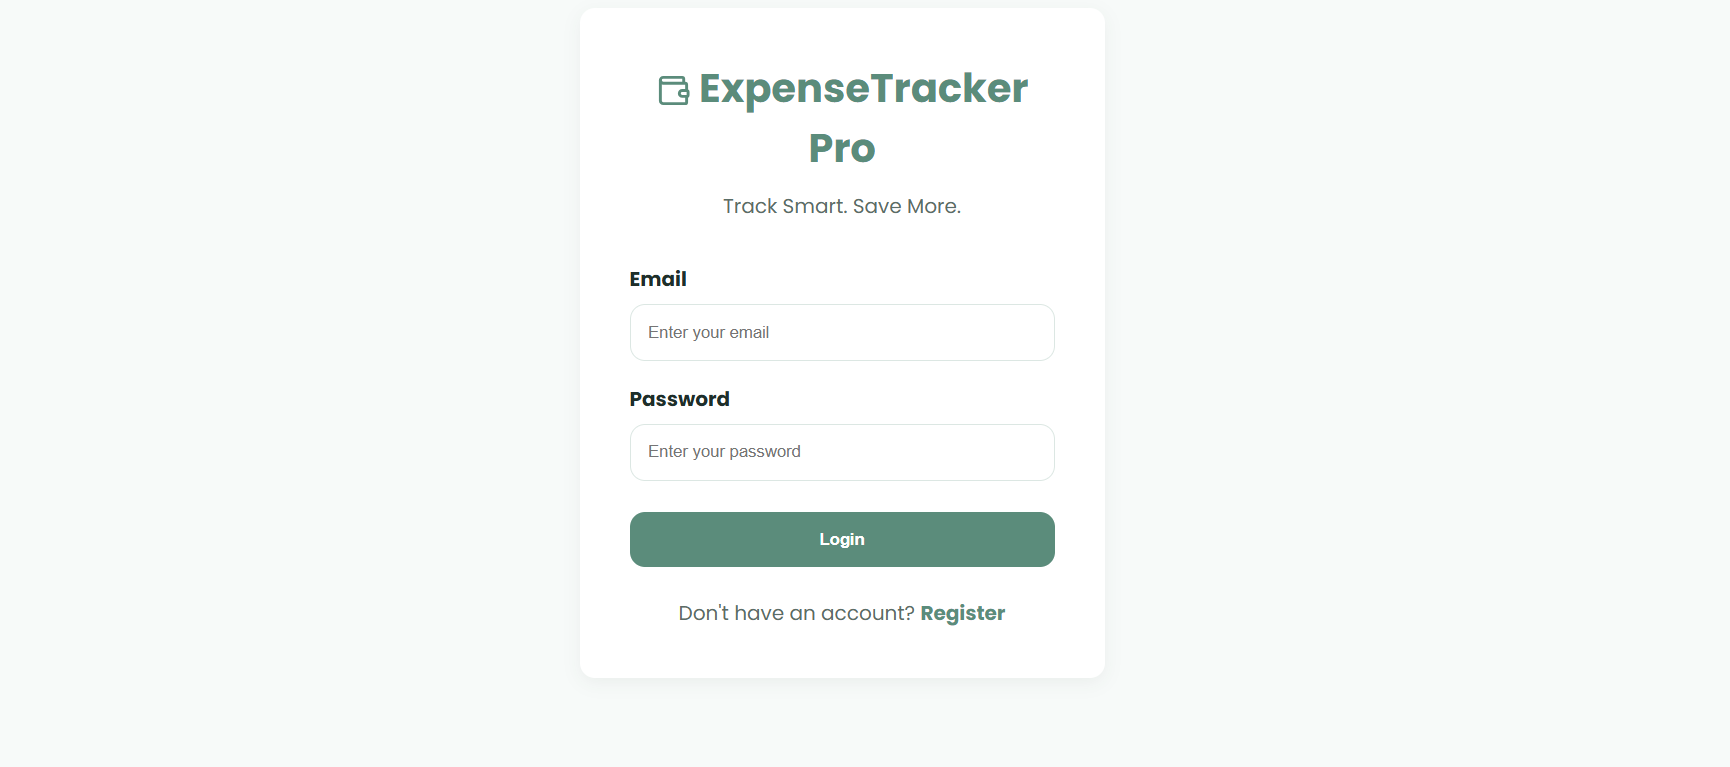 ExpenseTracker
Pro
Track Smart. Save More.
Email
Enter your email
Password
Enter your password
Login
Don't have an account? Register